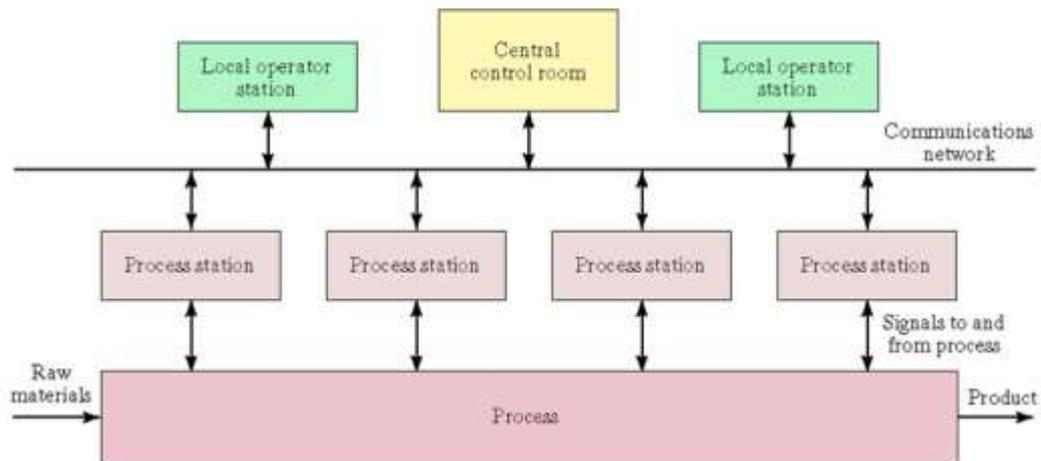 Local operator
station
Central
control room
Local operator
station
Communications
network
Process station
Process station
Process station
Process station
Signals to and
from process
Raw
materials
Process
Product